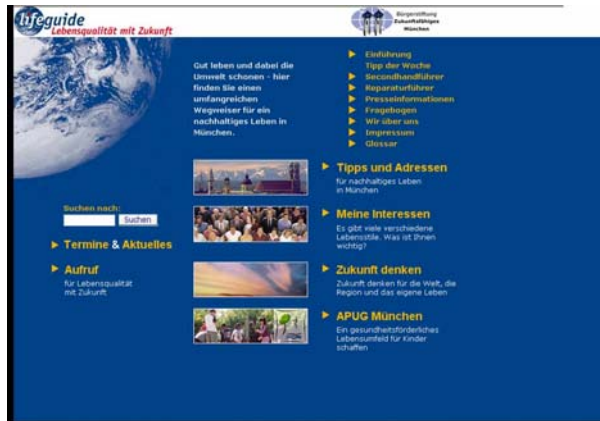 lifeguide
Lebensqualität mit Zukunft
Bürgerstiftung
Zukunftsfähiges
München
Gut leben und dabei die
Umwelt schonen - hier
finden Sie einen
umfangreichen
Wegweiser für ein
nachhaltiges Leben in
München.
Einführung
Tipp der Woche
Secondhandführer
Reparaturführer
Presseinformationen
Fragebogen
Wir über uns
Impressum
Glossar
Suchen nach:
Suchen
Termine & Aktuelles
Aufruf
für Lebensqualität
mit Zukunft
Tipps und Adressen
für nachhaltiges Leben
in München
Meine Interessen
Es gibt viele verschiedene
Lebensstile. Was ist Ihnen
wichtig?
Zukunft denken
Zukunft denken für die Welt, die
Region und das eigene Leben
APUG München
Ein gesundheitsförderliches
Lebensumfeld für Kinder
schaffen